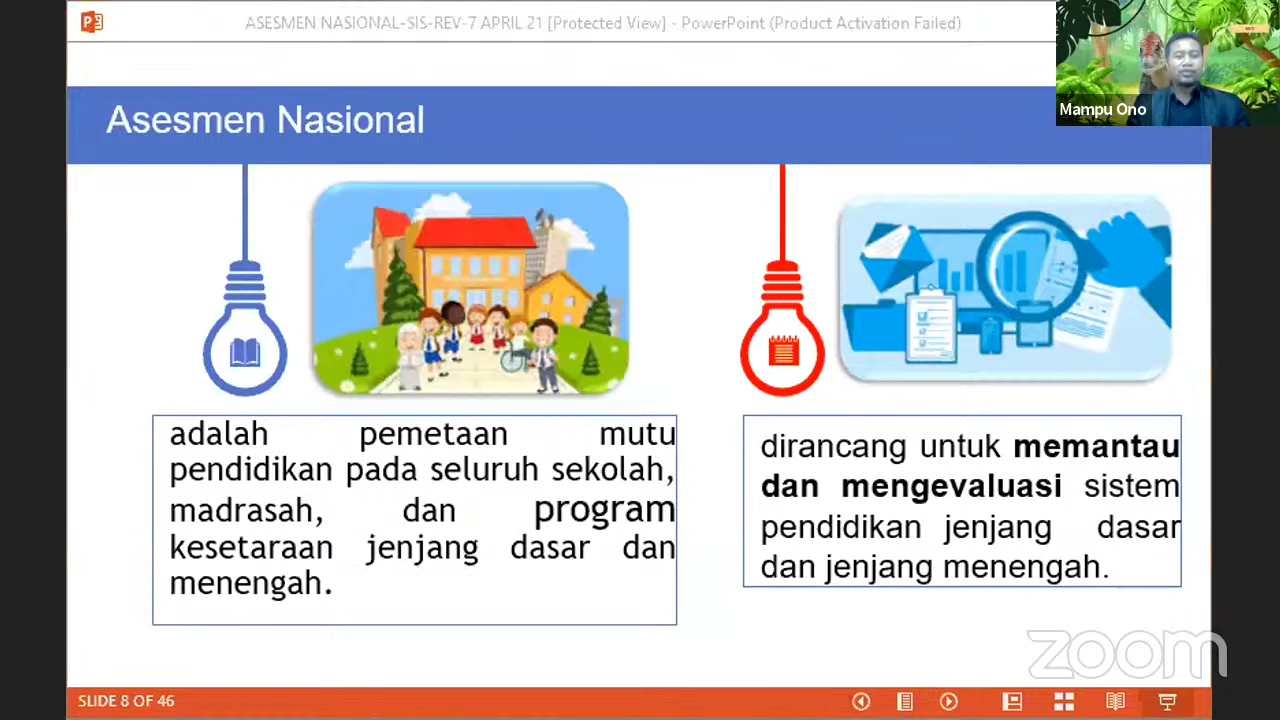 ASESMEN NASIONAL-SIS-REV-7 APRIL 21 [Protected View] - PowerPoint (Product Activation Failed)
Mampu Ono
Asesmen Nasional
adalah pemetaan mutu
pendidikan pada seluruh sekolah,
madrasah, dan program
kesetaraan jenjang dasar dan
menengah.
dirancang untuk memantau
dan mengevaluasi sistem
pendidikan jenjang dasar
dan jenjang menengah.
zoom
SLIDE 8 OF 46